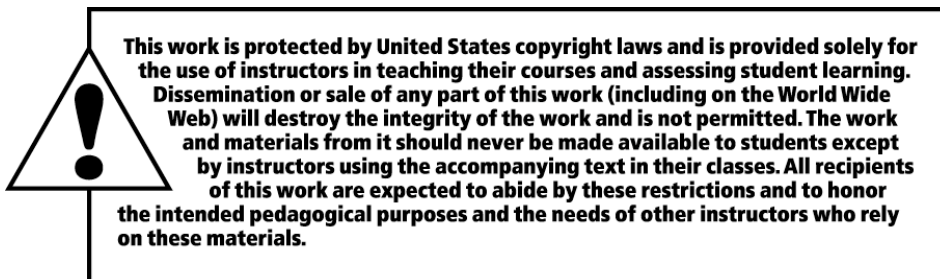 This work is protected by United States copyright laws and is provided solely for
the use of instructors in teaching their courses and assessing student learning.
Dissemination or sale of any part of this work (including on the World Wide
Web) will destroy the integrity of the work and is not permitted. The work
and materials from it should never be made available to students except
by instructors using the accompanying text in their classes. All recipients
of this work are expected to abide by these restrictions and to honor
the intended pedagogical purposes and the needs of other instructors who rely
on these materials.